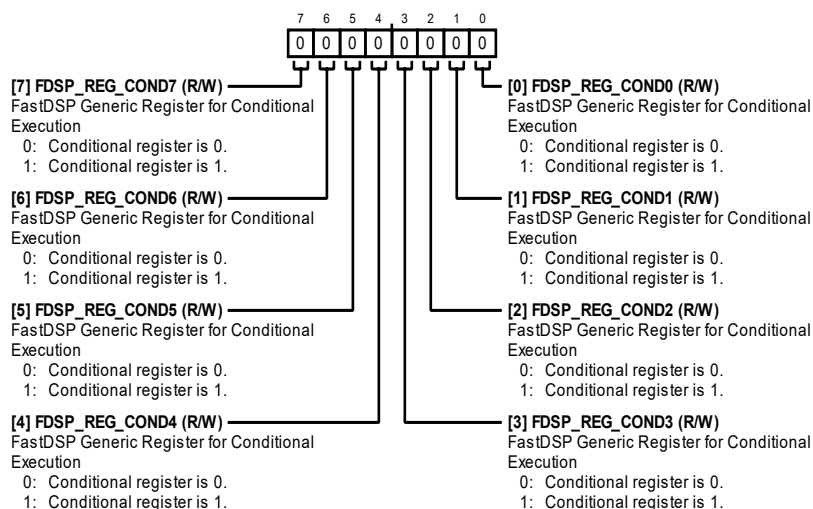 7 6 5 4 3 2 1 0
0 0 0 0 0 0 0 0
[7] FDSP_REG_COND7 (R/W)
FastDSP Generic Register for Conditional
Execution
0: Conditional register is 0.
1: Conditional register is 1.
[6] FDSP_REG_COND6 (R/W)
FastDSP Generic Register for Conditional
Execution
0: Conditional register is 0.
1: Conditional register is 1.
[5] FDSP_REG_COND5 (R/W)
FastDSP Generic Register for Conditional
Execution
0: Conditional register is 0.
1: Conditional register is 1.
[4] FDSP_REG_COND4 (R/W)
FastDSP Generic Register for Conditional
Execution
0: Conditional register is 0.
1: Conditional register is 1.
[0] FDSP_REG_COND0 (R/W)
FastDSP Generic Register for Conditional
Execution
0: Conditional register is 0.
1: Conditional register is 1.
[1] FDSP_REG_COND1 (R/W)
FastDSP Generic Register for Conditional
Execution
0: Conditional register is 0.
1: Conditional register is 1.
[2] FDSP_REG_COND2 (R/W)
FastDSP Generic Register for Conditional
Execution
0: Conditional register is 0.
1: Conditional register is 1.
[3] FDSP_REG_COND3 (R/W)
FastDSP Generic Register for Conditional
Execution
0: Conditional register is 0.
1: Conditional register is 1.